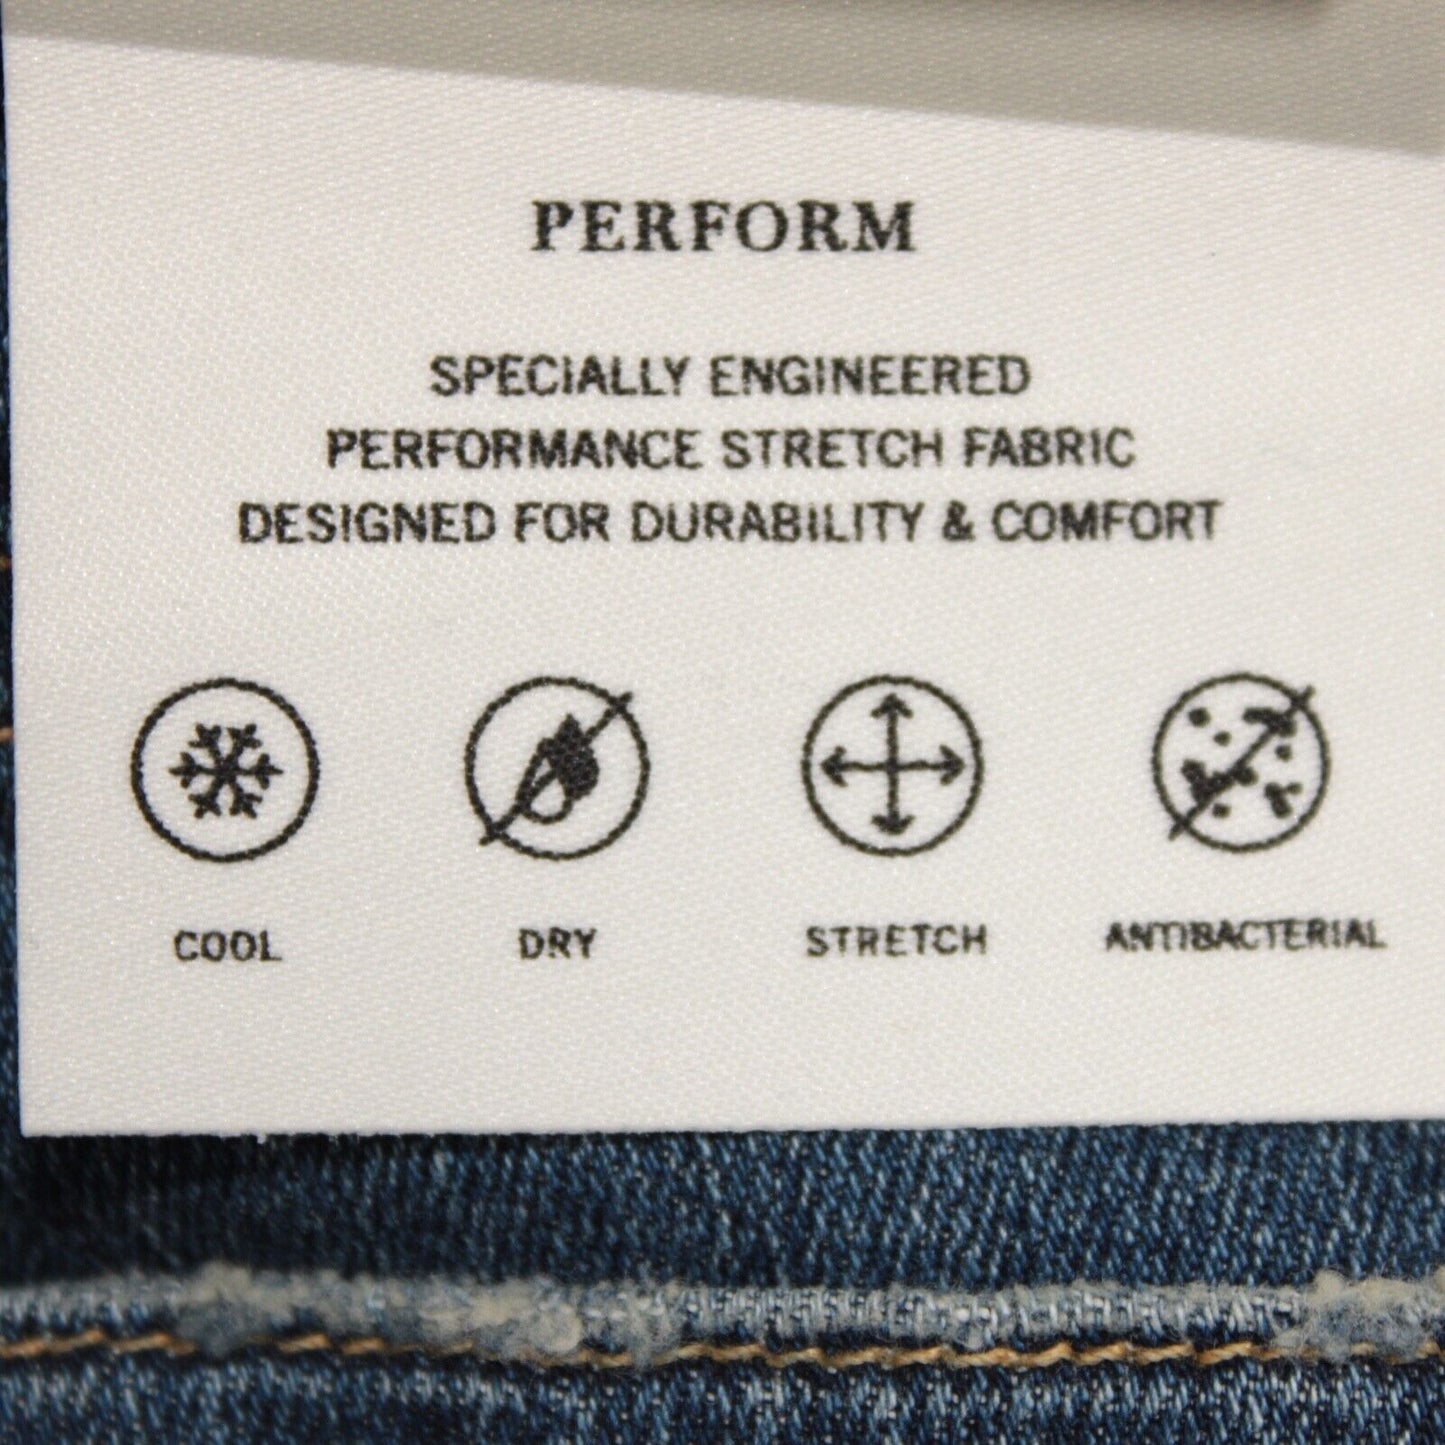 PERFORM
SPECIALLY ENGINEERED
PERFORMANCE STRETCH FABRIC
DESIGNED FOR DURABILITY & COMFORT
COOL DRY STRETCH ANTIBACTERIAL